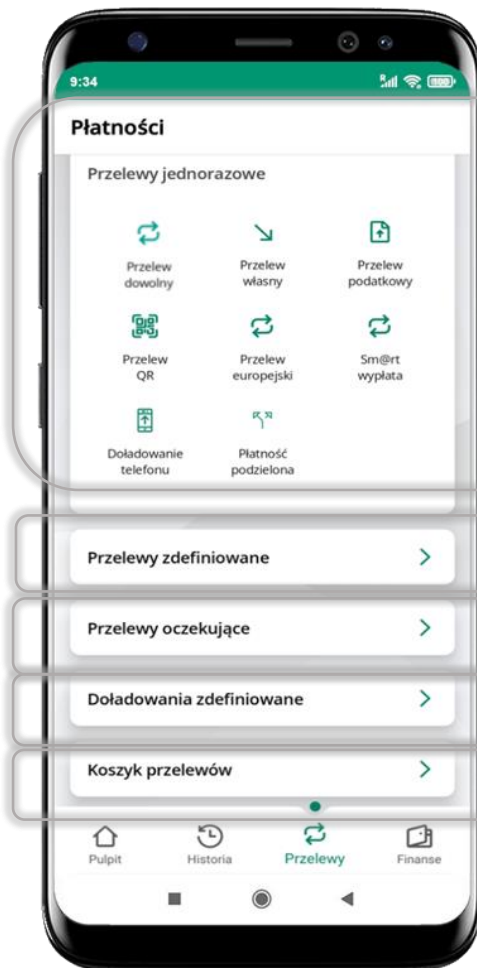 9:34
Płatności
Przelewy jednorazowe
Przelew
dowolny
Przelew
własny
Przelew
podatkowy
Przelew
QR
Przelew
europejski
Sm@rt
wypłata
Doładowanie
telefonu
Płatność
podzielona
Przelewy zdefiniowane
Przelewy oczekujące
Doładowania zdefiniowane
Koszyk przelewów
Pulpit
Historia
Przelewy
Finanse